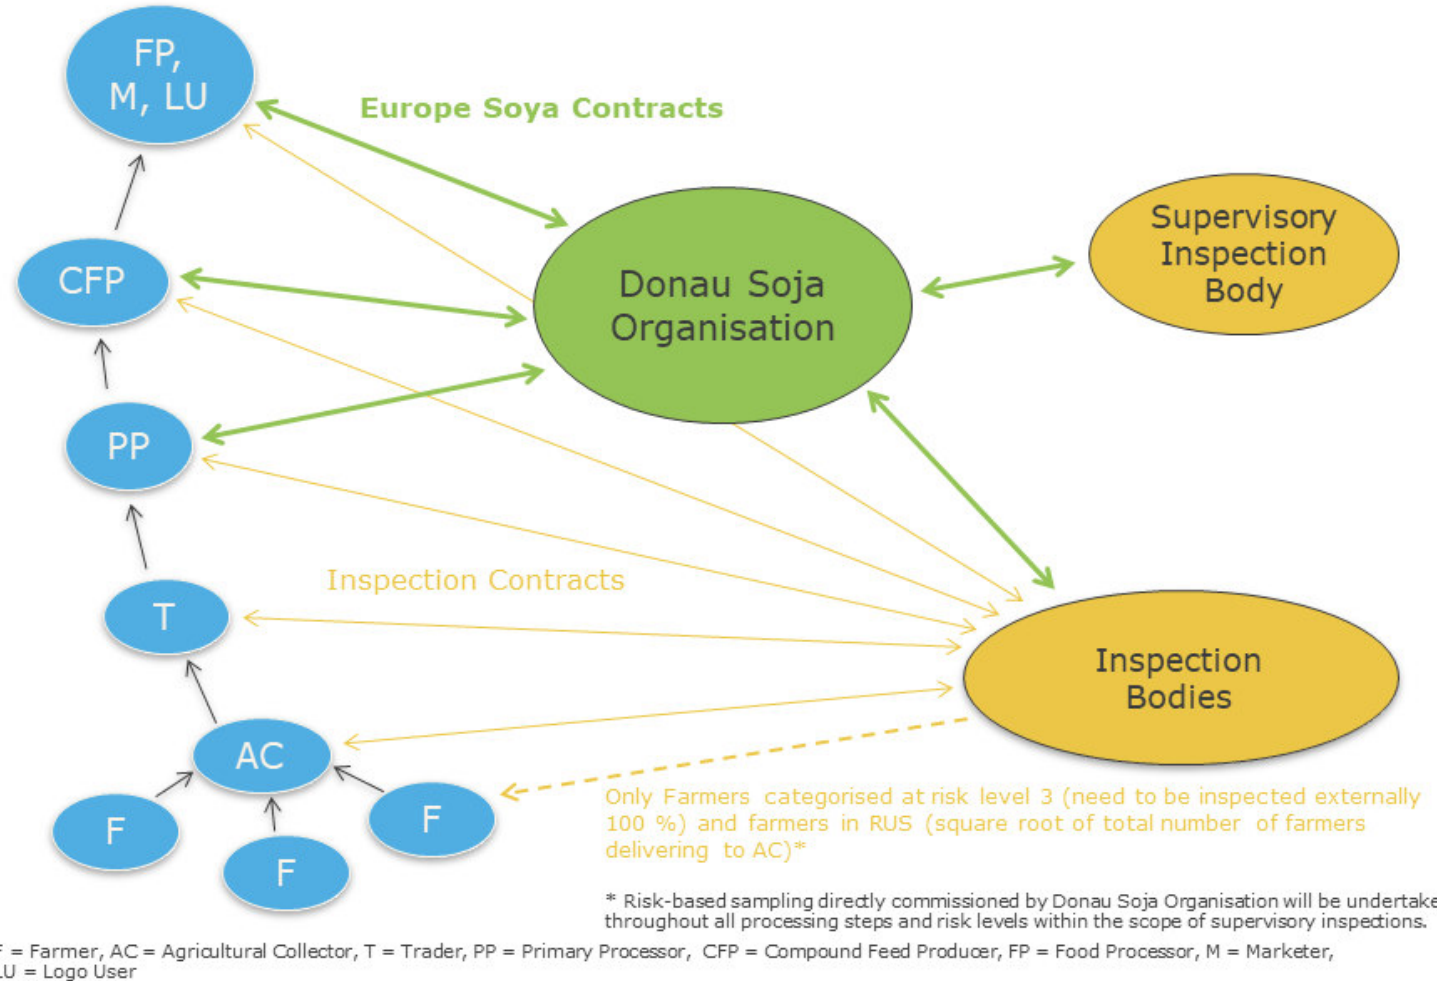 FP,
M, LU
Europe Soya Contracts
Supervisory
Inspection
Body
CFP
Donau Soja
Organisation
PP
Inspection Contracts
T
Inspection
Bodies
AC
F
F
F
Only Farmers categorised at risk level 3 (need to be inspected externally
100 %) and farmers in RUS (square root of total number of farmers
delivering to AC)*
* Risk-based sampling directly commissioned by Donau Soja Organisation will be undertake
throughout all processing steps and risk levels within the scope of supervisory inspections.
F = Farmer, AC = Agricultural Collector, T = Trader, PP = Primary Processor, CFP = Compound Feed Producer, FP = Food Processor, M = Marketer,
LU = Logo User